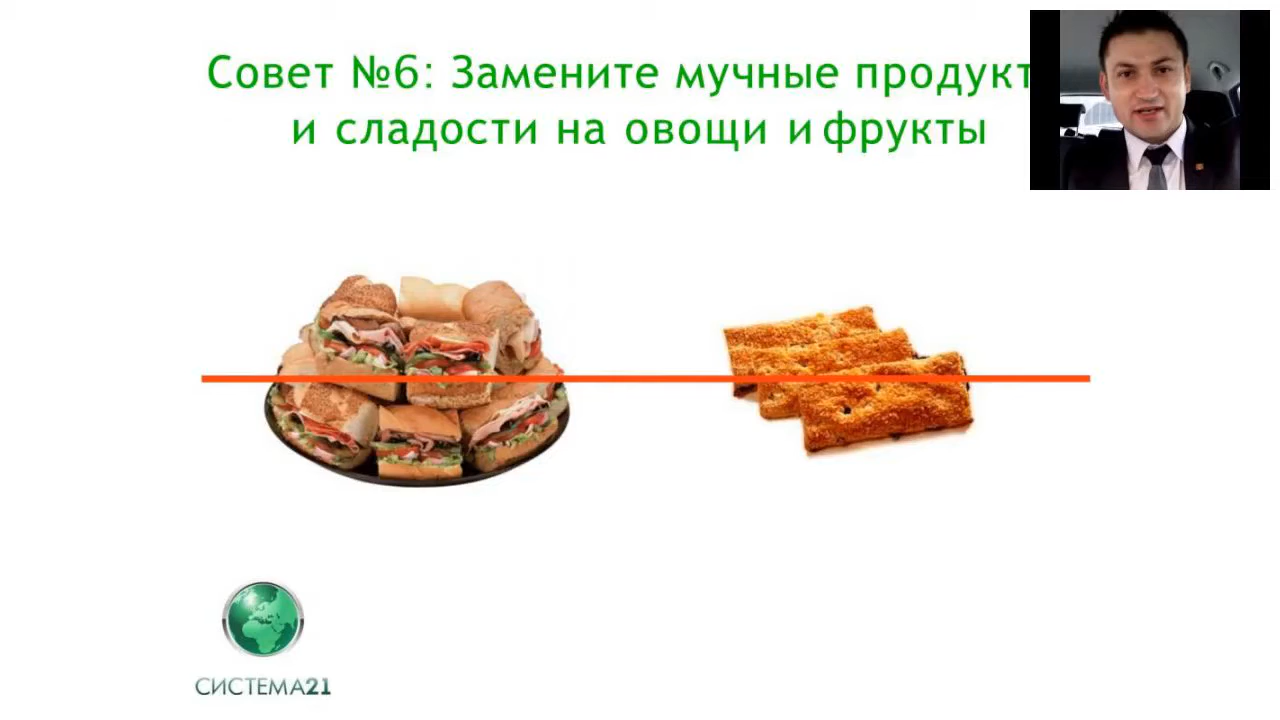 Совет №6: Замените мучные продукт
и сладости на овощи и фрукты
СИСТЕМА21